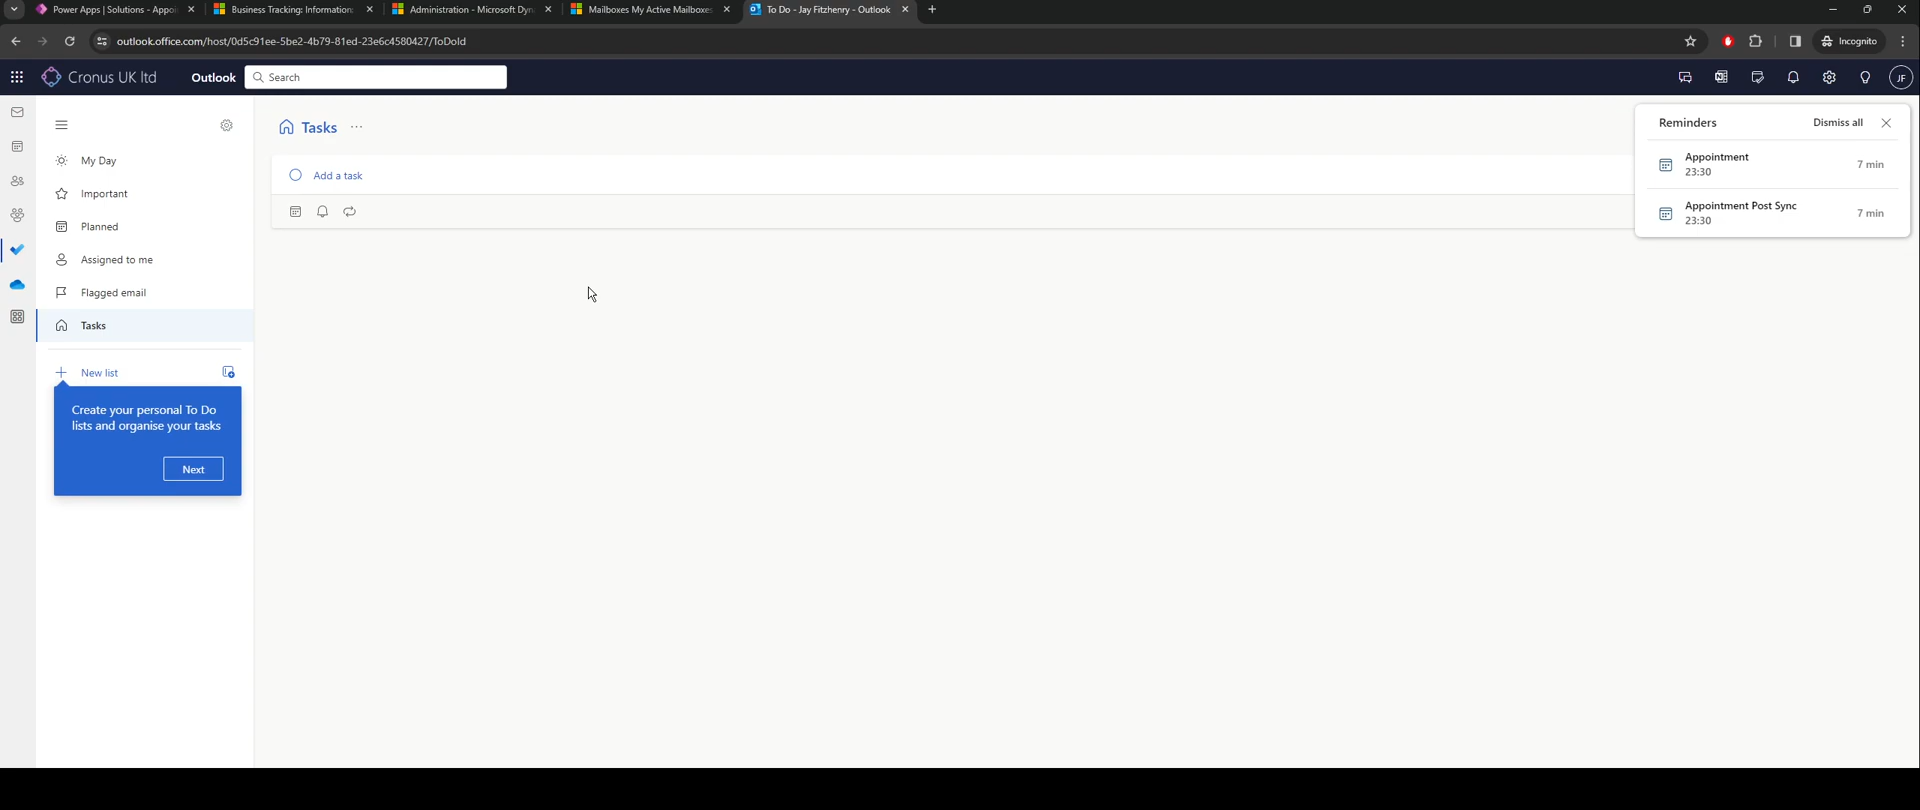 Power Apps | Solutions - Appoi
Business Tracking: Information
Administration - Microsoft Dyn
Mailboxes My Active Mailboxes
To Do - Jay Fitzhenry - Outlook
outlook.office.com/host/0d5c91ee-5be2-4b79-81ed-23e6c4580427/ToDoId
Incognito
Cronus UK ltd
Outlook
Search
JF
My Day
Important
Planned
Assigned to me
Flagged email
Tasks
New list
Create your personal To Do
lists and organise your tasks
Next
Tasks
Add a task
Reminders
Dismiss all
Appointment
23:30
7 min
Appointment Post Sync
23:30
7 min